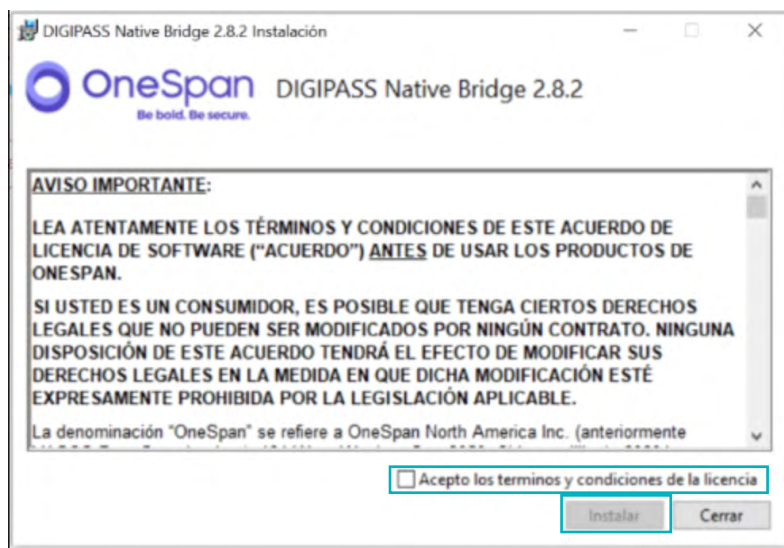 DIGIPASS Native Bridge 2.8.2 Instalación
OneSpan
Be bold. Be secure.
DIGIPASS Native Bridge 2.8.2
AVISO IMPORTANTE:
LEA ATENTAMENTE LOS TÉRMINOS Y CONDICIONES DE ESTE ACUERDO DE
LICENCIA DE SOFTWARE (“ACUERDO”) ANTES DE USAR LOS PRODUCTOS DE
ONESPAN.
SI USTED ES UN CONSUMIDOR, ES POSIBLE QUE TENGA CIERTOS DERECHOS
LEGALES QUE NO PUEDEN SER MODIFICADOS POR NINGÚN CONTRATO. NINGUNA
DISPOSICIÓN DE ESTE ACUERDO TENDRÁ EL EFECTO DE MODIFICAR SUS
DERECHOS LEGALES EN LA MEDIDA EN QUE DICHA MODIFICACIÓN ESTÉ
EXPRESAMENTE PROHIBIDA POR LA LEGISLACIÓN APLICABLE.
La denominación “OneSpan” se refiere a OneSpan North America Inc. (anteriormente
Acepto los terminos y condiciones de la licencia
Instalar
Cerrar